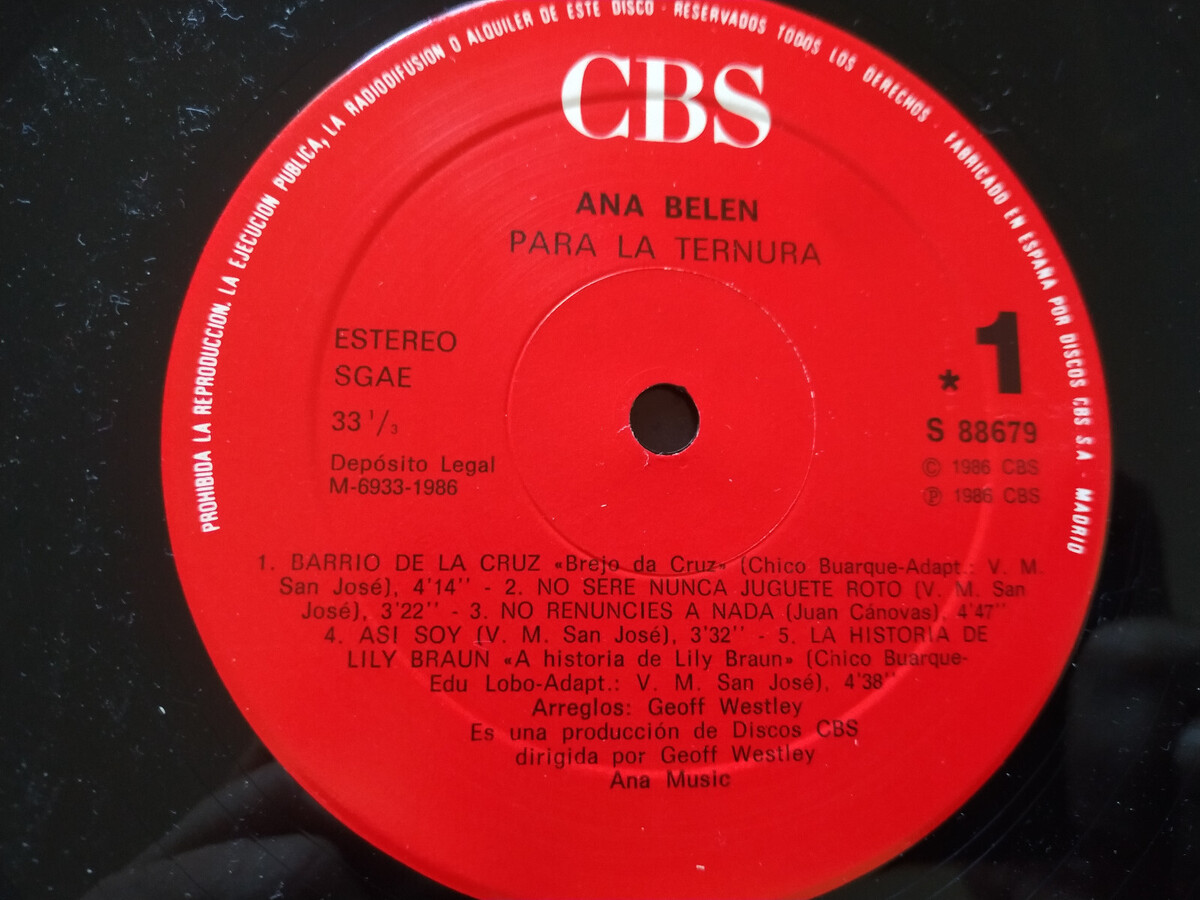 PROHIBIDA LA REPRODUCCION. LA EJECUCION PUBLICA, LA RADIODIFUSION O ALQUILER DE ESTE DISCO · RESERVADOS TODOS LOS DERECHOS · FABRICADO EN ESPAÑA POR DISCOS CBS S.A. - MADRID
CBS
ANA BELEN
PARA LA TERNURA
ESTEREO
SGAE
33 1/3
Depósito Legal
M-6933-1986
* 1
S 88679
© 1986 CBS
℗ 1986 CBS
1. BARRIO DE LA CRUZ «Brejo da Cruz» (Chico Buarque-Adapt.: V. M.
San José), 4'14'' - 2. NO SERE NUNCA JUGUETE ROTO (V. M. San
José), 3'22'' - 3. NO RENUNCIES A NADA (Juan Cánovas), 4'47''
4. ASI SOY (V. M. San José), 3'32'' - 5. LA HISTORIA DE
LILY BRAUN «A historia de Lily Braun» (Chico Buarque-
Edu Lobo-Adapt.: V. M. San José), 4'38''
Arreglos: Geoff Westley
Es una producción de Discos CBS
dirigida por Geoff Westley
Ana Music